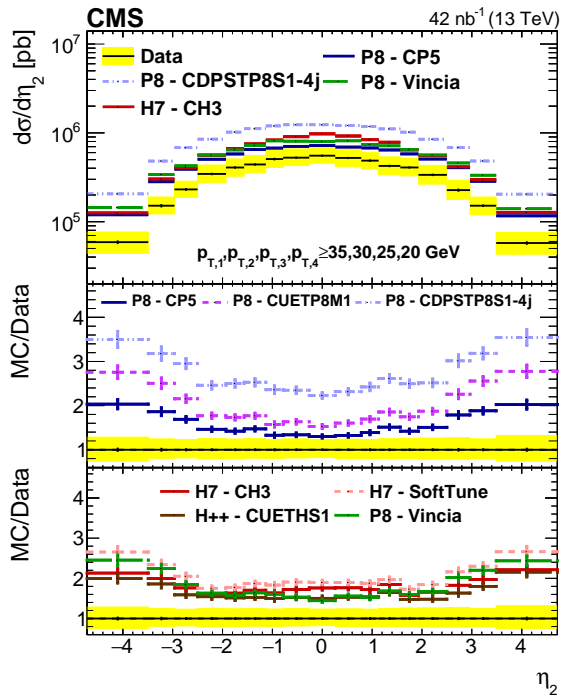 CMS 42 nb⁻¹ (13 TeV)
dσ/dη₂ [pb]
10⁷
10⁶
10⁵
Data
P8 - CP5
P8 - CDPSTP8S1-4j
P8 - Vincia
H7 - CH3
p_T,1,p_T,2,p_T,3,p_T,4≥35,30,25,20 GeV
MC/Data
P8 - CP5 P8 - CUETP8M1 P8 - CDPSTP8S1-4j
4
3
2
1
MC/Data
H7 - CH3 H7 - SoftTune
H++ - CUETHS1 P8 - Vincia
4
3
2
1
−4 −3 −2 −1 0 1 2 3 4
η₂